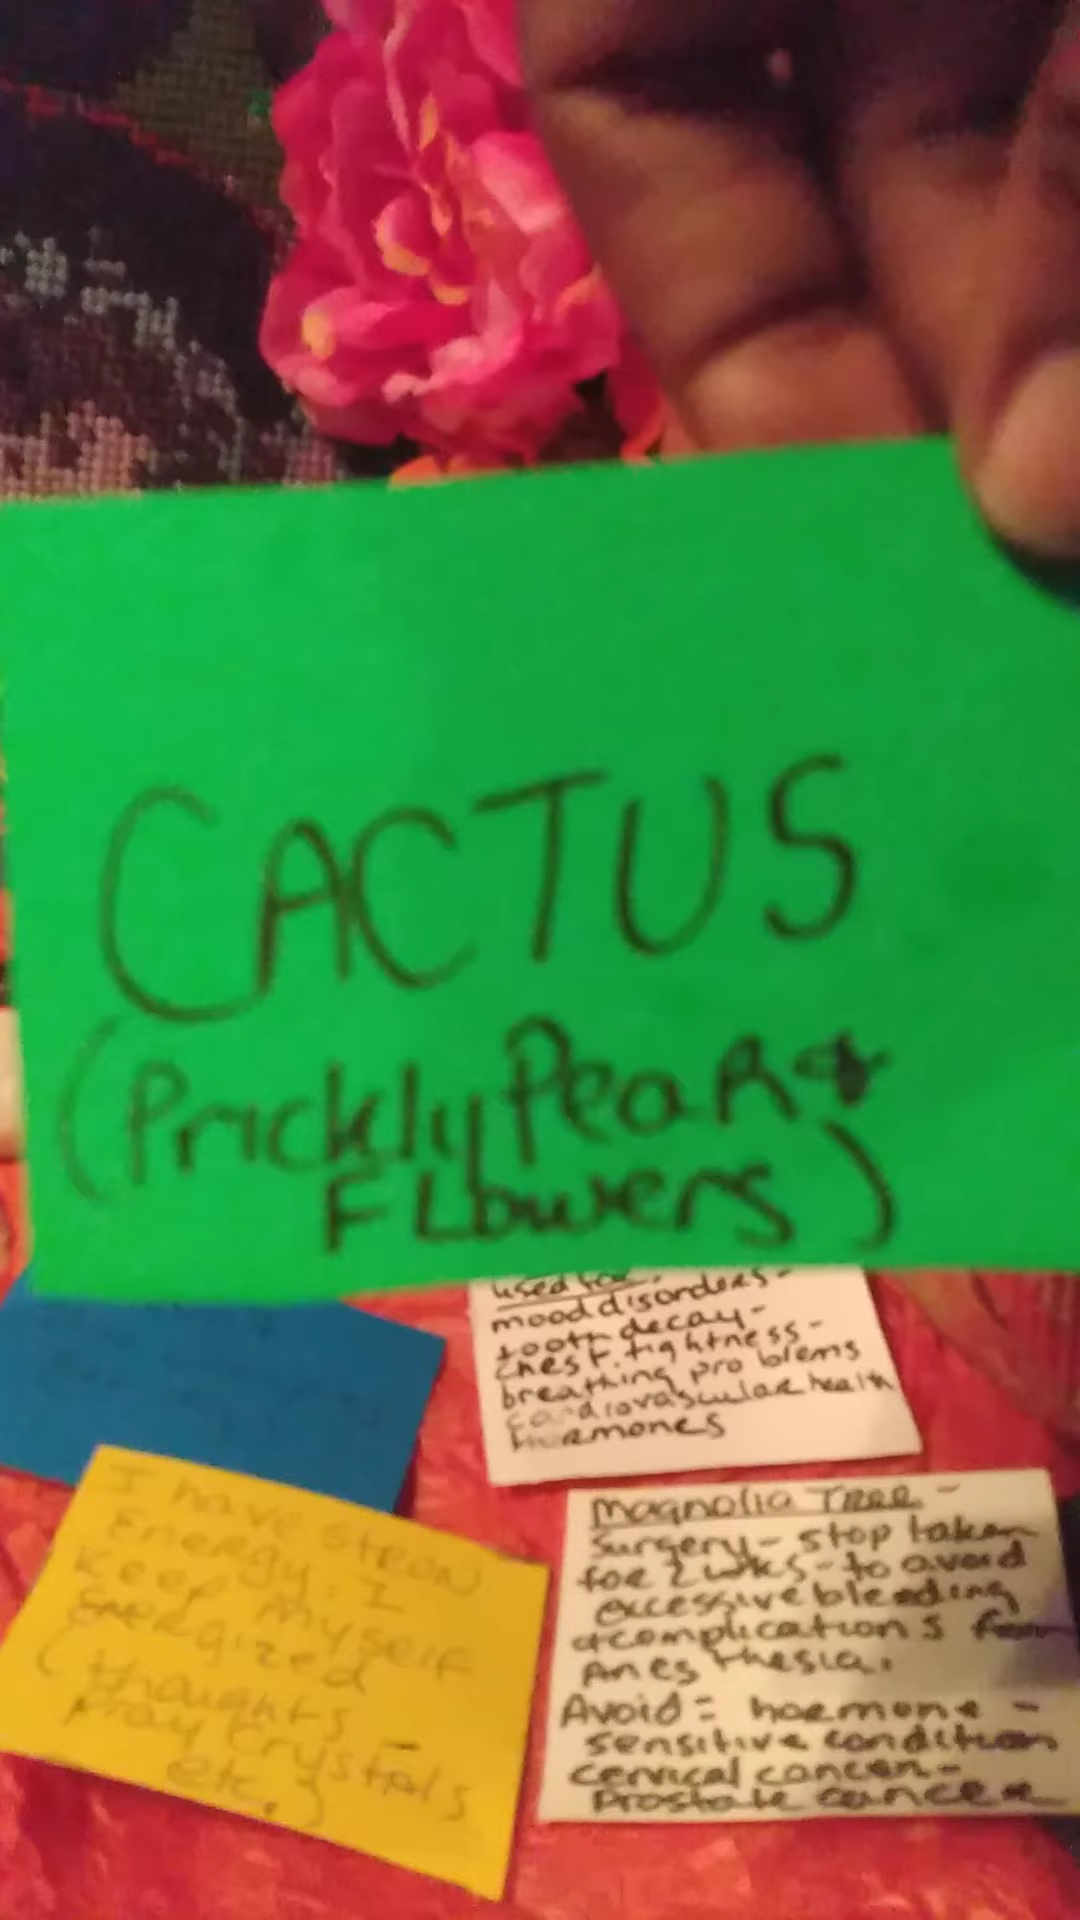 CACTUS
(Prickly Pear +
FLowers)
used for:
mood disorders-
tooth decay-
chest tightness-
breathing problems
cardiovascular health
Hormones
Magnolia Tree -
Surgery - stop taken
for 2 wks - to avoid
excessive bleeding
+ complications from
Anesthesia.
Avoid = hormone -
sensitive condition
cervical cancer -
Prostate cancer
I have strong
Energy. I
keep myself
Energized
(thoughts -
Pray crystals
etc.)